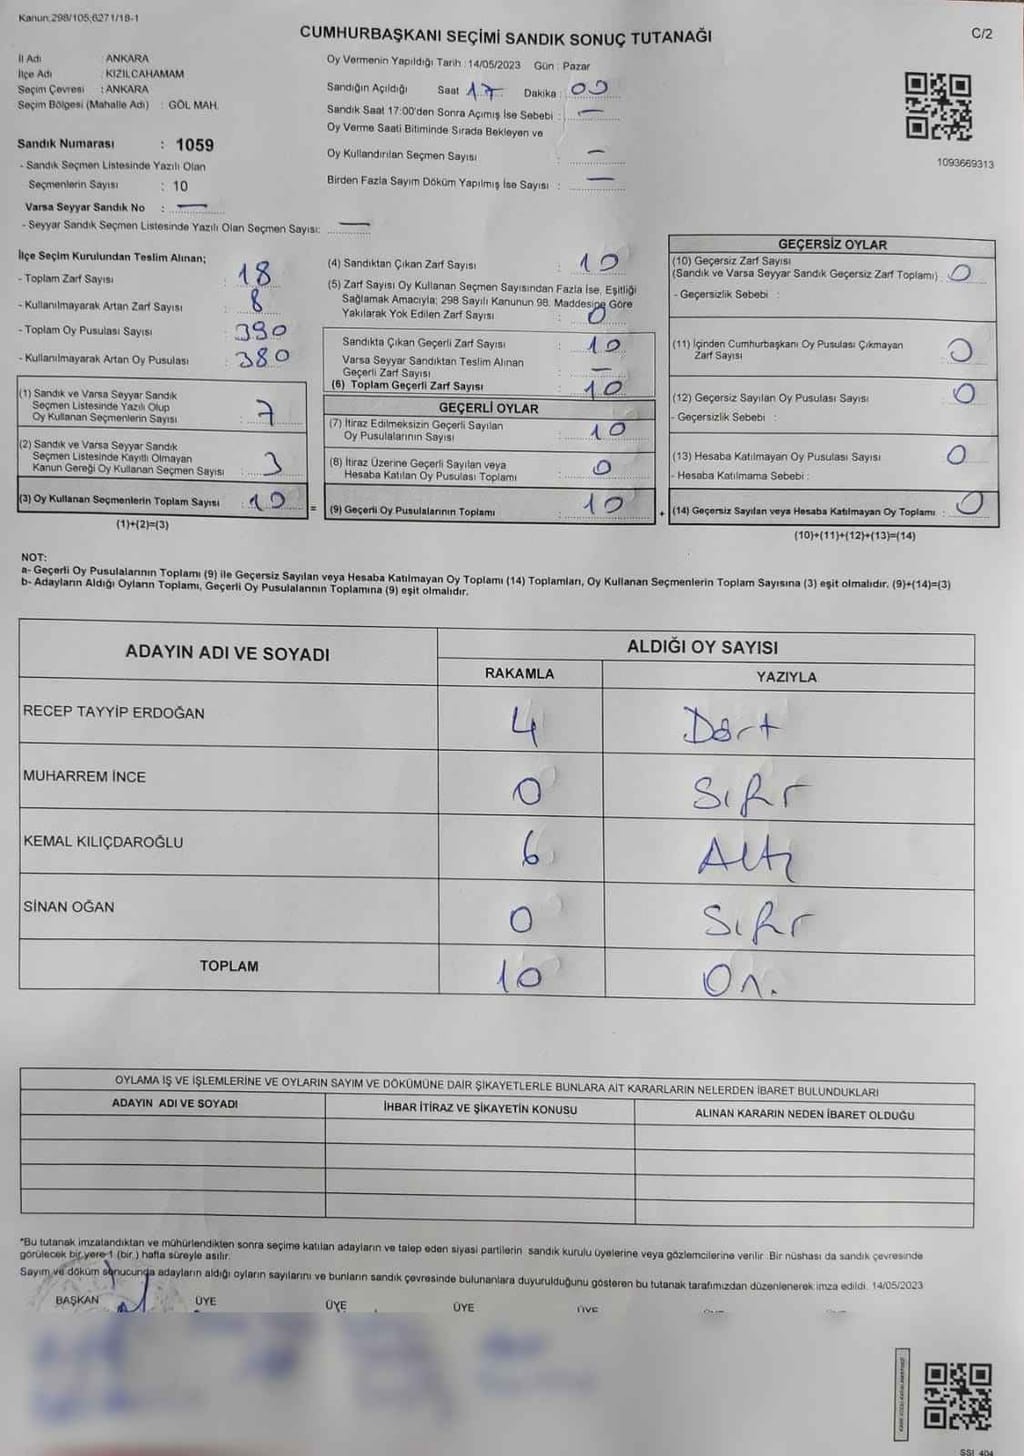 Kanun:298/105;6271/18-1
CUMHURBAŞKANI SEÇİMİ SANDIK SONUÇ TUTANAĞI
C/2
İl Adı : ANKARA
İlçe Adı : KIZILCAHAMAM
Seçim Çevresi : ANKARA
Seçim Bölgesi (Mahalle Adı) : GÖL MAH.
Sandık Numarası : 1059
- Sandık Seçmen Listesinde Yazılı Olan
Seçmenlerin Sayısı : 10
Varsa Seyyar Sandık No : —
- Seyyar Sandık Seçmen Listesinde Yazılı Olan Seçmen Sayısı: —
Oy Vermenin Yapıldığı Tarih : 14/05/2023 Gün : Pazar
Sandığın Açıldığı Saat 17 Dakika : 00
Sandık Saat 17:00'den Sonra Açımış İse Sebebi : —
Oy Verme Saati Bitiminde Sırada Bekleyen ve
Oy Kullandırılan Seçmen Sayısı : —
Birden Fazla Sayım Döküm Yapılmış İse Sayısı : —
1093669313
İlçe Seçim Kurulundan Teslim Alınan;
- Toplam Zarf Sayısı : 18
- Kullanılmayarak Artan Zarf Sayısı : 8
- Toplam Oy Pusulası Sayısı : 390
- Kullanılmayarak Artan Oy Pusulası : 380
(1) Sandık ve Varsa Seyyar Sandık
Seçmen Listesinde Yazılı Olup
Oy Kullanan Seçmenlerin Sayısı : 7
(2) Sandık ve Varsa Seyyar Sandık
Seçmen Listesinde Kayıtlı Olmayan
Kanun Gereği Oy Kullanan Seçmen Sayısı : 3
(3) Oy Kullanan Seçmenlerin Toplam Sayısı : 10
(1)+(2)=(3)
=
(4) Sandıktan Çıkan Zarf Sayısı : 10
(5) Zarf Sayısı Oy Kullanan Seçmen Sayısından Fazla İse, Eşitliği
Sağlamak Amacıyla; 298 Sayılı Kanunun 98. Maddesine Göre
Yakılarak Yok Edilen Zarf Sayısı : 0
Sandıkta Çıkan Geçerli Zarf Sayısı : 10
Varsa Seyyar Sandıktan Teslim Alınan
Geçerli Zarf Sayısı : —
(6) Toplam Geçerli Zarf Sayısı : 10
GEÇERLİ OYLAR
(7) İtiraz Edilmeksizin Geçerli Sayılan
Oy Pusulalarının Sayısı : 10
(8) İtiraz Üzerine Geçerli Sayılan veya
Hesaba Katılan Oy Pusulası Toplamı : 0
(9) Geçerli Oy Pusulalarının Toplamı : 10
+
GEÇERSİZ OYLAR
(10) Geçersiz Zarf Sayısı
(Sandık ve Varsa Seyyar Sandık Geçersiz Zarf Toplamı) : 0
- Geçersizlik Sebebi :
(11) İçinden Cumhurbaşkanı Oy Pusulası Çıkmayan
Zarf Sayısı : 0
(12) Geçersiz Sayılan Oy Pusulası Sayısı : 0
- Geçersizlik Sebebi :
(13) Hesaba Katılmayan Oy Pusulası Sayısı : 0
- Hesaba Katılmama Sebebi :
(14) Geçersiz Sayılan veya Hesaba Katılmayan Oy Toplamı : 0
(10)+(11)+(12)+(13)=(14)
NOT:
a- Geçerli Oy Pusulalarının Toplamı (9) ile Geçersiz Sayılan veya Hesaba Katılmayan Oy Toplamı (14) Toplamları, Oy Kullanan Seçmenlerin Toplam Sayısına (3) eşit olmalıdır. (9)+(14)=(3)
b- Adayların Aldığı Oyların Toplamı, Geçerli Oy Pusulalarının Toplamına (9) eşit olmalıdır.
ADAYIN ADI VE SOYADI
ALDIĞI OY SAYISI
RAKAMLA YAZIYLA
RECEP TAYYİP ERDOĞAN 4 Dört
MUHARREM İNCE 0 Sıfır
KEMAL KILIÇDAROĞLU 6 Altı
SİNAN OĞAN 0 Sıfır
TOPLAM 10 On.
OYLAMA İŞ VE İŞLEMLERİNE VE OYLARIN SAYIM VE DÖKÜMÜNE DAİR ŞİKAYETLERLE BUNLARA AİT KARARLARIN NELERDEN İBARET BULUNDUKLARI
ADAYIN ADI VE SOYADI İHBAR İTİRAZ VE ŞİKAYETİN KONUSU ALINAN KARARIN NEDEN İBARET OLDUĞU
*Bu tutanak imzalandıktan ve mühürlendikten sonra seçime katılan adayların ve talep eden siyasi partilerin sandık kurulu üyelerine veya gözlemcilerine verilir. Bir nüshası da sandık çevresinde
görülecek bir yere 1 (bir ) hafta süreyle asılır.
Sayım ve döküm sonucunda adayların aldığı oyların sayılarını ve bunların sandık çevresinde bulunanlara duyurulduğunu gösteren bu tutanak tarafımızdan düzenlenerek imza edildi. 14/05/2023
BAŞKAN ÜYE ÜYE ÜYE ÜYE